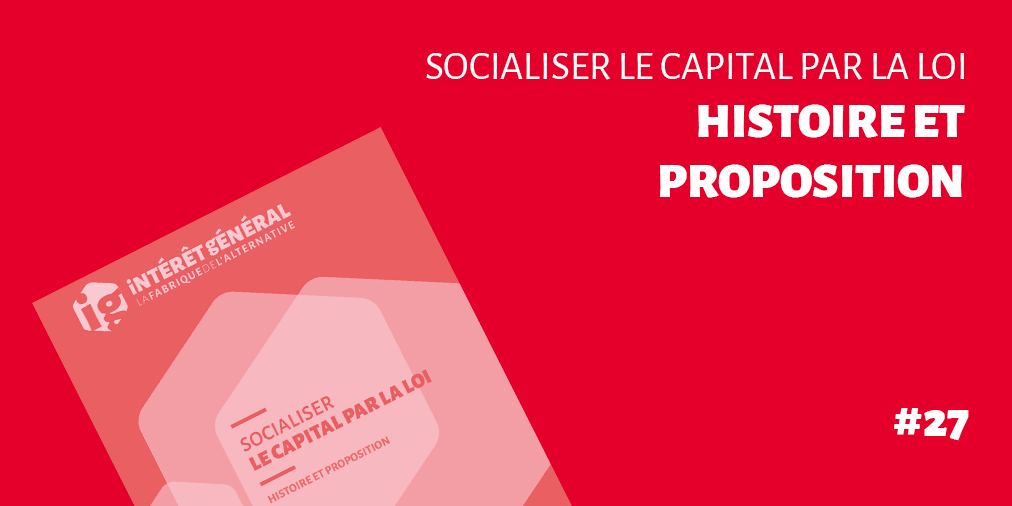 SOCIALISER LE CAPITAL PAR LA LOI
HISTOIRE ET
PROPOSITION
ig
iNTÉRÊT gÉNÉRAL
LA FABRIQUE DE L'ALTERNATIVE
SOCIALISER
LE CAPITAL PAR LA LOI
HISTOIRE ET PROPOSITION
#27